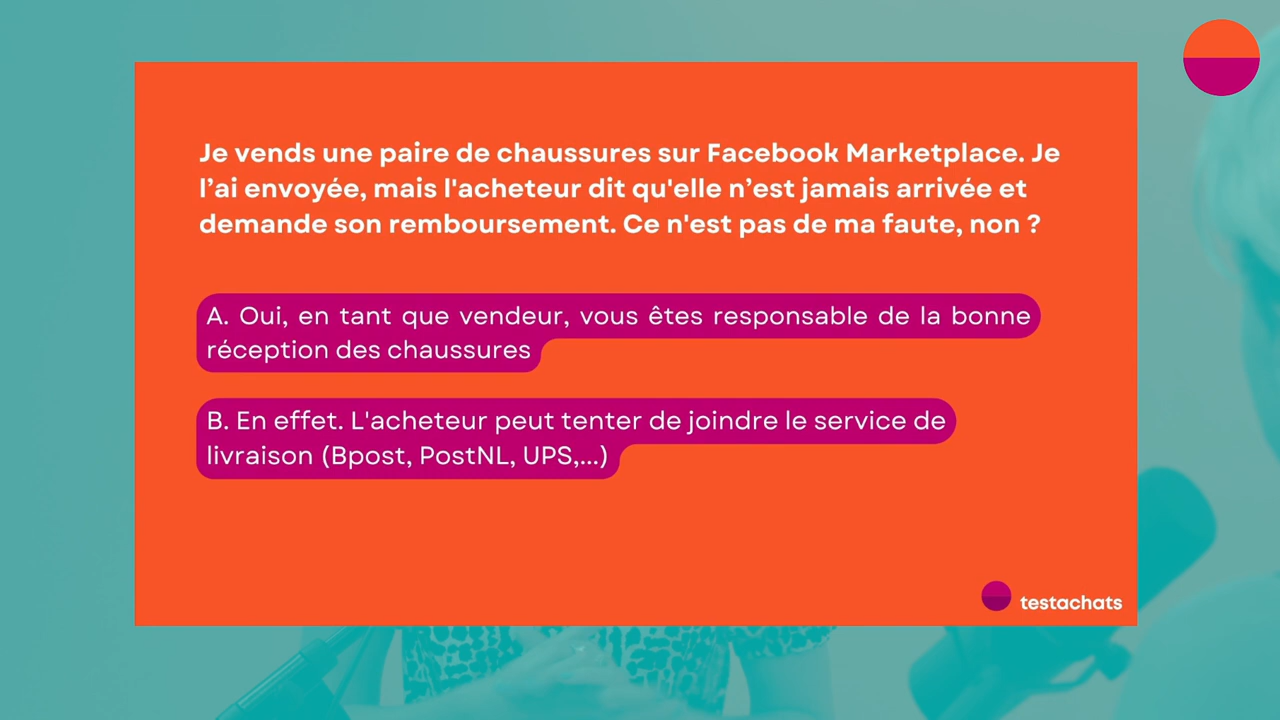 Je vends une paire de chaussures sur Facebook Marketplace. Je
l’ai envoyée, mais l'acheteur dit qu'elle n’est jamais arrivée et
demande son remboursement. Ce n'est pas de ma faute, non ?
A. Oui, en tant que vendeur, vous êtes responsable de la bonne
réception des chaussures
B. En effet. L'acheteur peut tenter de joindre le service de
livraison (Bpost, PostNL, UPS,...)
testachats